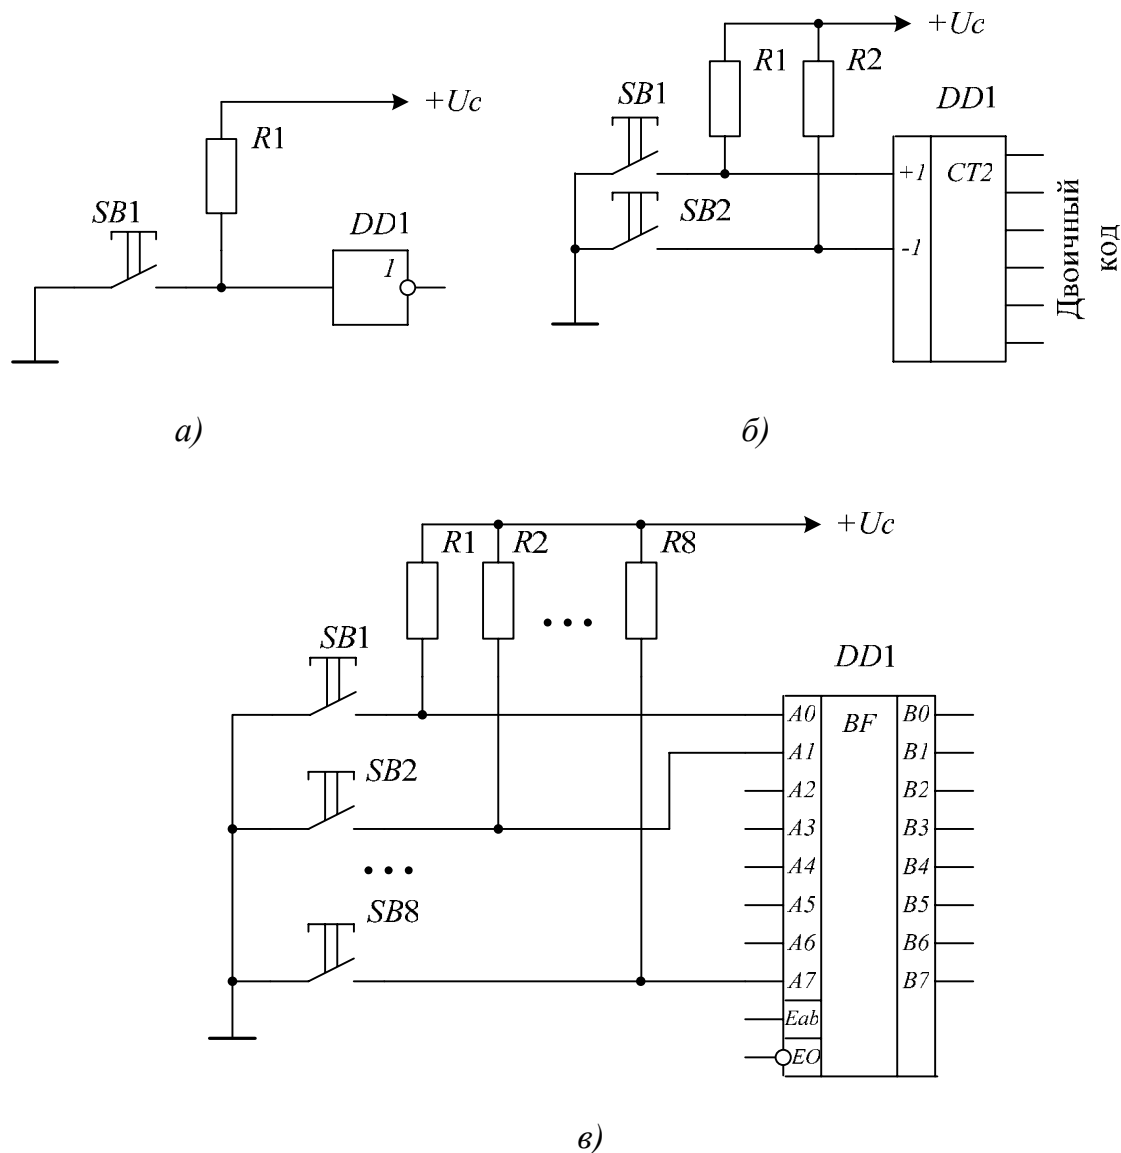 +Uc
R1
SB1
DD1
1
а)
+Uc
R1
R2
SB1
DD1
+1
CT2
SB2
-1
Двоичный
код
б)
+Uc
R1
R2
R8
SB1
DD1
A0
BF
B0
A1
B1
SB2
A2
B2
A3
B3
A4
B4
SB8
A5
B5
A6
B6
A7
B7
Eab
EO
в)